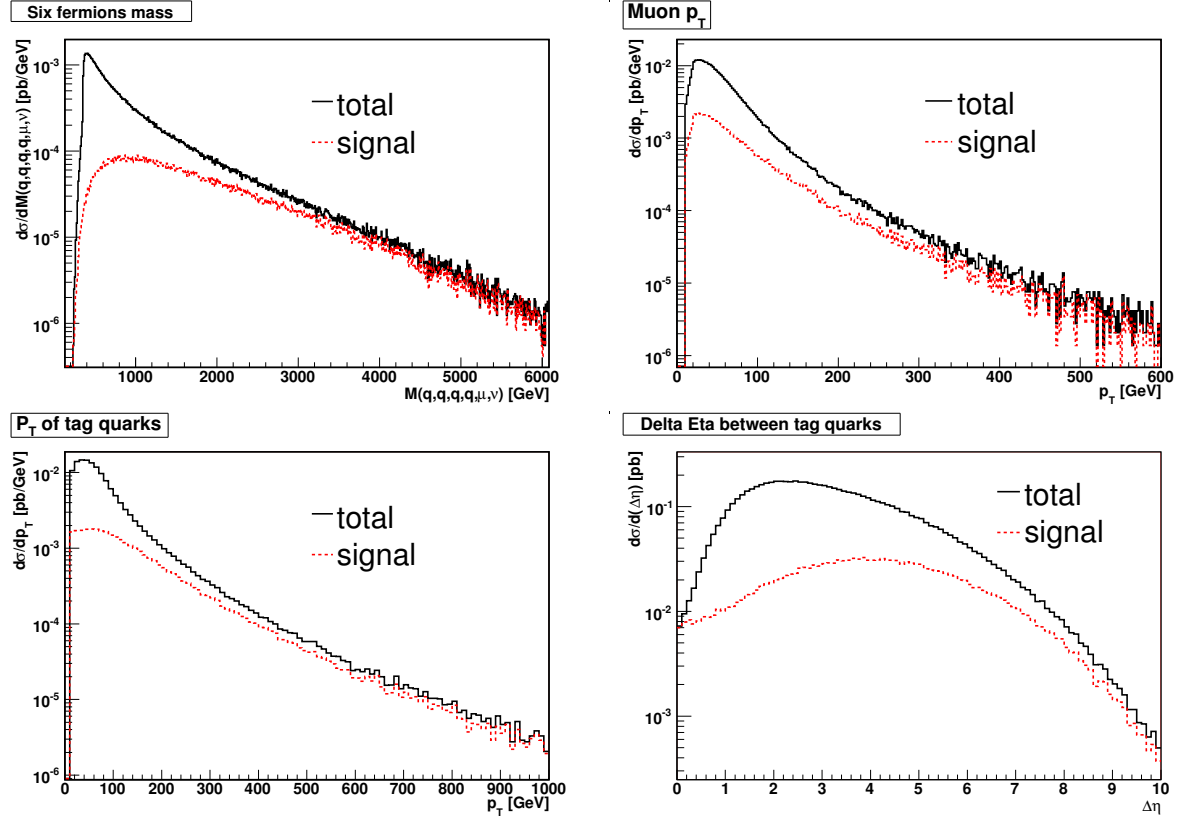 Six fermions mass
dσ/dM(q,q,q,q,μ,ν) [pb/GeV]
10⁻³
10⁻⁴
10⁻⁵
10⁻⁶
total
signal
1000 2000 3000 4000 5000 6000
M(q,q,q,q,μ,ν) [GeV]
Muon p_T
dσ/dp_T [pb/GeV]
10⁻²
10⁻³
10⁻⁴
10⁻⁵
10⁻⁶
total
signal
0 100 200 300 400 500 600
p_T [GeV]
P_T of tag quarks
dσ/dp_T [pb/GeV]
10⁻²
10⁻³
10⁻⁴
10⁻⁵
10⁻⁶
total
signal
0 100 200 300 400 500 600 700 800 900 1000
p_T [GeV]
Delta Eta between tag quarks
dσ/d(Δη) [pb]
10⁻¹
10⁻²
10⁻³
total
signal
0 1 2 3 4 5 6 7 8 9 10
Δη